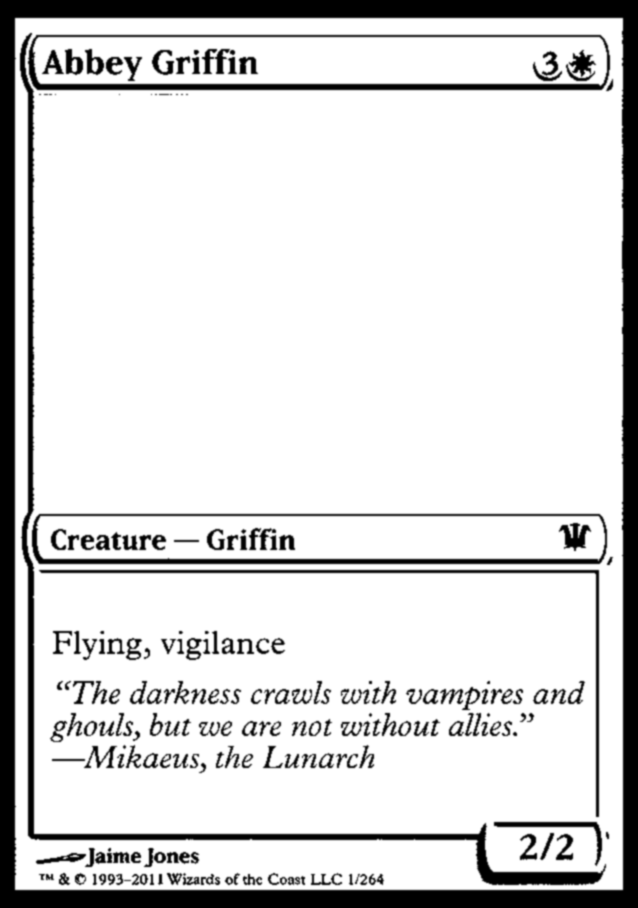 Abbey Griffin 3
Creature — Griffin
Flying, vigilance
“The darkness crawls with vampires and
ghouls, but we are not without allies.”
—Mikaeus, the Lunarch
2/2
Jaime Jones
™ & © 1993–2011 Wizards of the Coast LLC 1/264